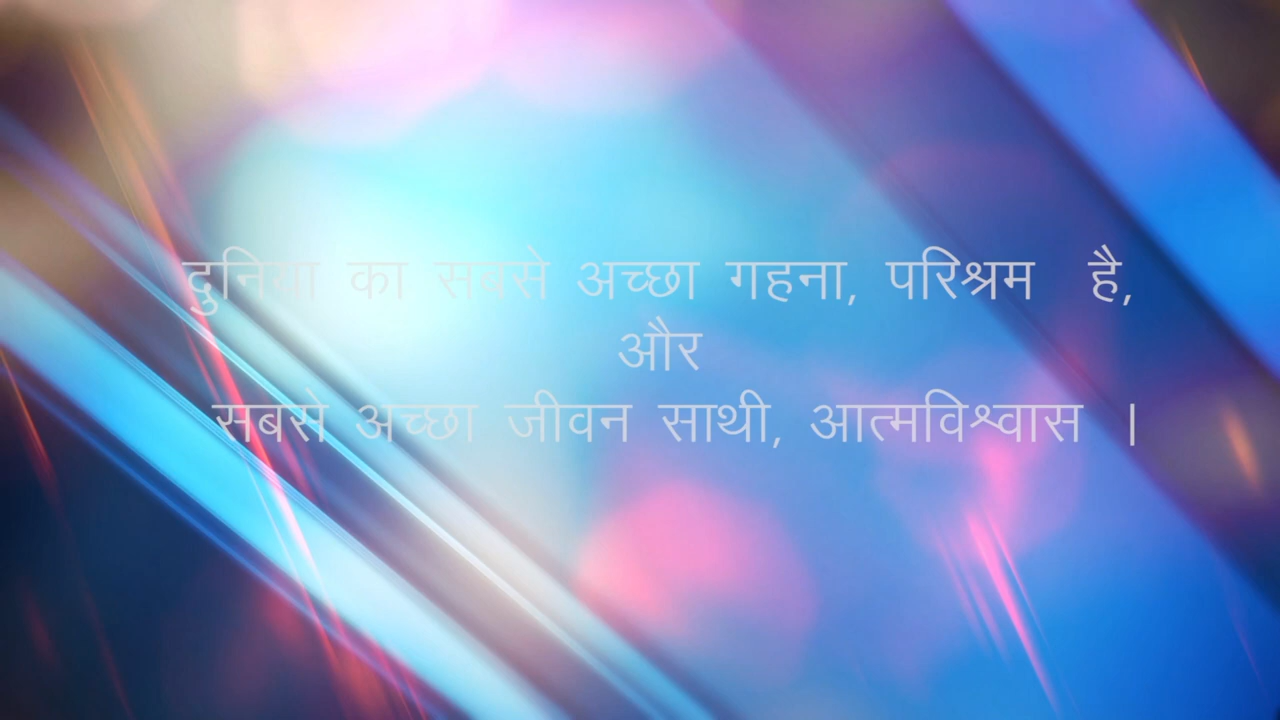 दुनिया का सबसे अच्छा गहना, परिश्रम है,
और
सबसे अच्छा जीवन साथी, आत्मविश्वास ।